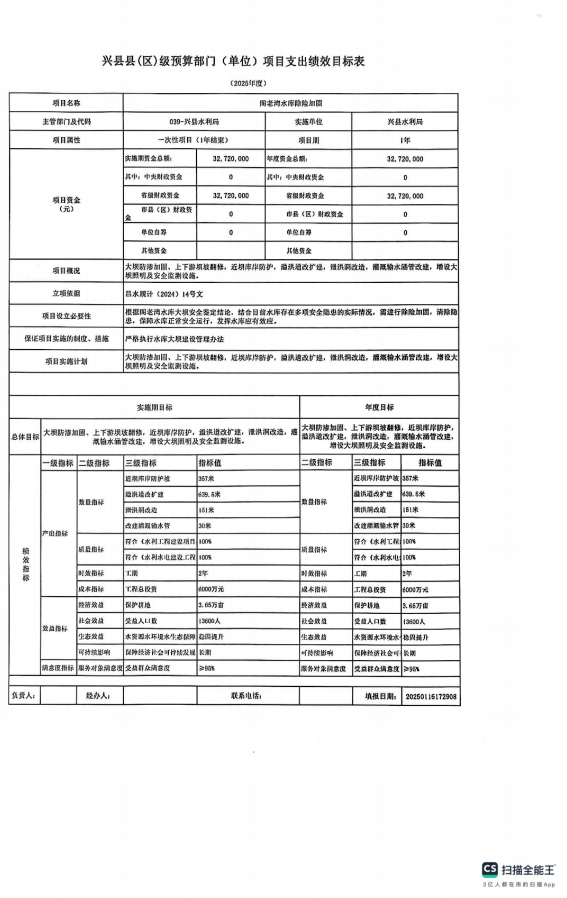 兴县县(区)级预算部门(单位)项目支出绩效目标表
(2025年度)
项目名称 阁老湾水库除险加固
主管部门及代码 039-兴县水利局 实施单位 兴县水利局
项目属性 一次性项目(1年结束) 项目期 1年
项目资金(元)
实施期资金总额: 32,720,000 年度资金总额: 32,720,000
其中:中央财政资金 0 其中:中央财政资金 0
省级财政资金 32,720,000 省级财政资金 32,720,000
市县(区)财政资金 0 市县(区)财政资金 0
单位自筹 0 单位自筹 0
其他资金 其他资金
项目概况 大坝防渗加固、上下游坝坡翻修,近坝库岸防护,溢洪道改扩建,泄洪洞改造,灌溉输水涵管改建,增设大
坝照明及安全监测设施。
立项依据 吕水规计(2024)14号文
项目设立必要性 根据阁老湾水库大坝安全鉴定结论,结合目前水库存在多项安全隐患的实际情况。需进行除险加固,清除隐
患,保障水库正常安全运行,发挥水库应有效应。
保证项目实施的制度、措施 严格执行水库大坝建设管理办法
项目实施计划 大坝防渗加固、上下游坝坡翻修,近坝库岸防护,溢洪道改扩建,泄洪洞改造,灌溉输水涵管改建,增设大
坝照明及安全监测设施。
实施期目标 年度目标
总体目标 大坝防渗加固、上下游坝坡翻修,近坝库岸防护,溢洪道改扩建,泄洪洞改造,灌
溉输水涵管改建,增设大坝照明及安全监测设施。
大坝防渗加固、上下游坝坡翻修,近坝库岸防护,
溢洪道改扩建,泄洪洞改造,灌溉输水涵管改建,
增设大坝照明及安全监测设施。
绩效指标
一级指标 二级指标 三级指标 指标值 二级指标 三级指标 指标值
产出指标 数量指标 近坝库岸防护坡 357米 数量指标 近坝库岸防护坡 357米
溢洪道改扩建 639.5米 溢洪道改扩建 639.5米
泄洪洞改造 151米 泄洪洞改造 151米
改建灌溉输水管 30米 改建灌溉输水管 30米
质量指标 符合《水利工程建设项目 100% 质量指标 符合《水利工程 100%
符合《水利水电建设工程 100% 符合《水利水电 100%
时效指标 工期 2年 时效指标 工期 2年
成本指标 工程总投资 6000万元 成本指标 工程总投资 6000万元
效益指标 经济效益 保护耕地 3.65万亩 经济效益 保护耕地 3.65万亩
社会效益 受益人口数 13600人 社会效益 受益人口数 13600人
生态效益 水资源水环境水生态保障 稳固提升 生态效益 水资源水环境水 稳固提升
可持续影响 保障经济社会可持续发展 长期 可持续影响 保障经济社会可 长期
满意度指标 服务对象满意度 受益群众满意度 ≥95% 服务对象满意度 受益群众满意度 ≥95%
负责人: 经办人: 联系电话: 填报日期: 20250116172908
CS 扫描全能王
3亿人都在用的扫描App